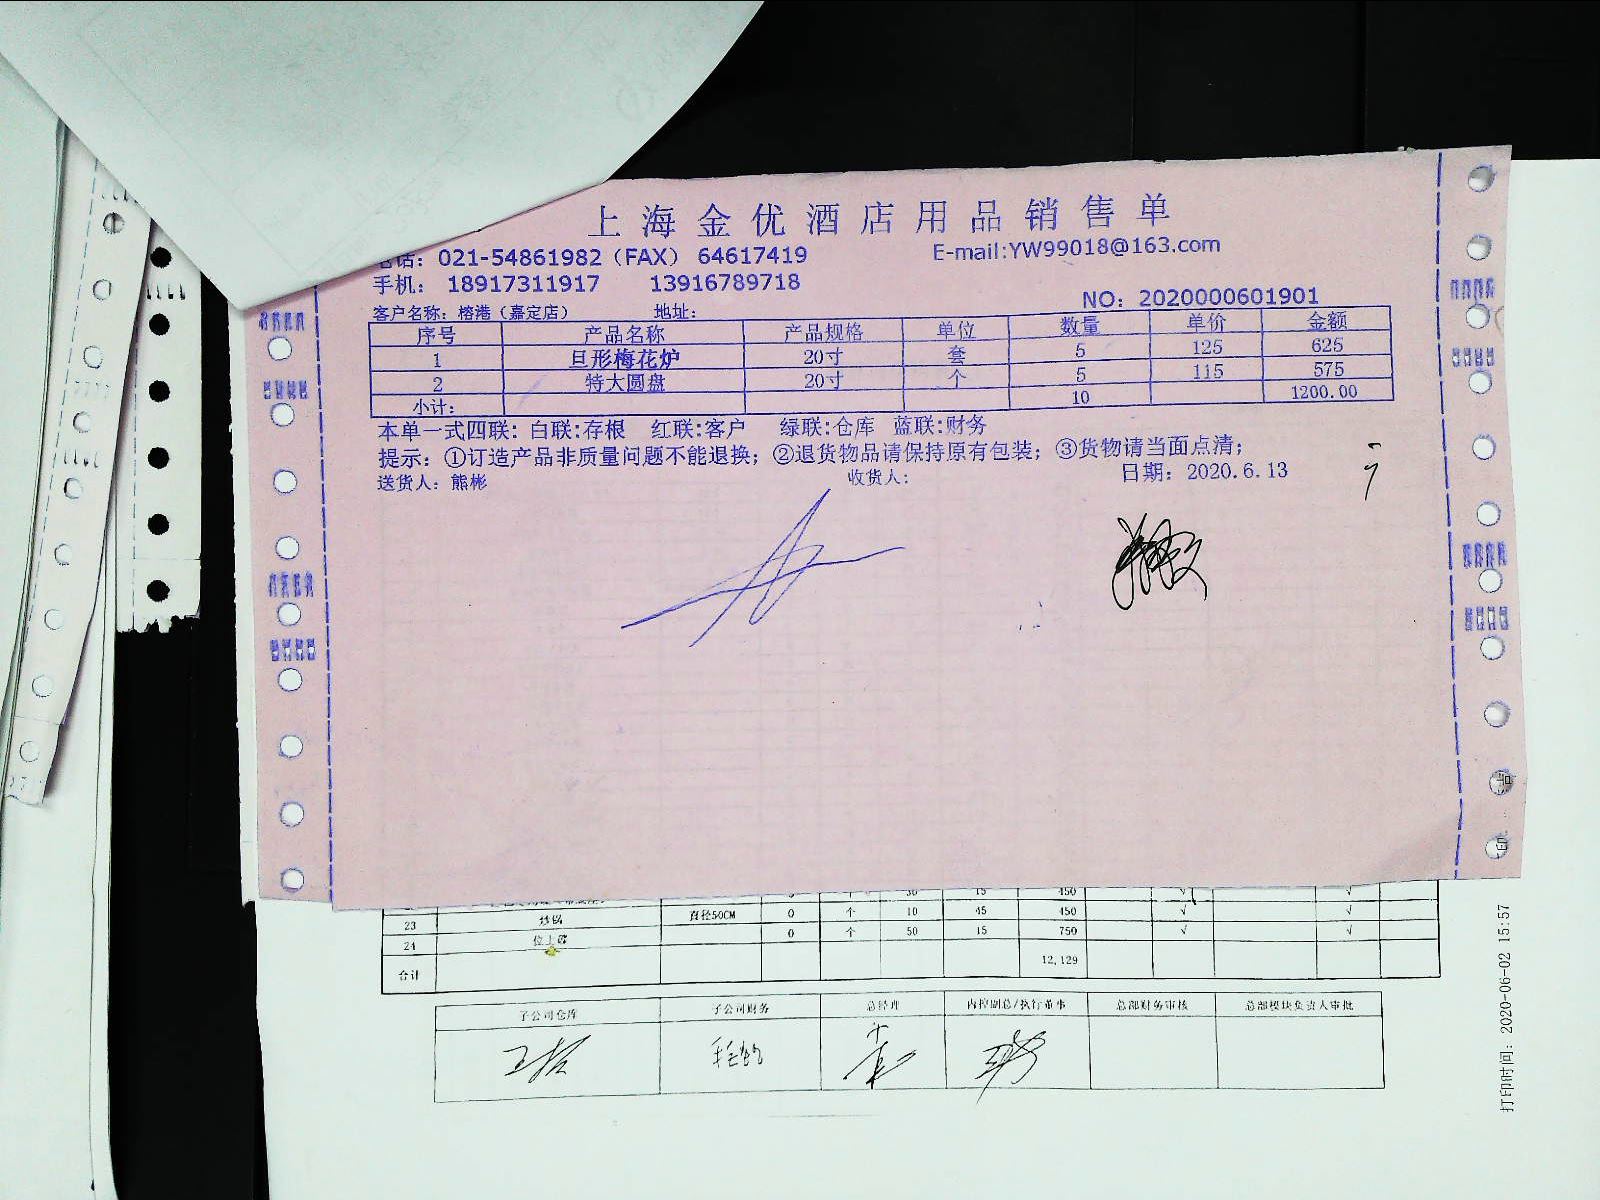 上海金优酒店用品销售单
电话：021-54861982（FAX）64617419 E-mail:YW99018@163.com
手机： 18917311917 13916789718
NO：2020000601901
客户名称：榕港（嘉定店） 地址：
序号 产品名称 产品规格 单位 数量 单价 金额
1 旦形梅花炉 20寸 套 5 125 625
2 特大圆盘 20寸 个 5 115 575
小计： 10 1200.00
本单一式四联：白联:存根 红联:客户 绿联:仓库 蓝联:财务
提示：①订造产品非质量问题不能退换；②退货物品请保持原有包装；③货物请当面点清；
送货人：熊彬 收货人： 日期：2020.6.13
30 15 450 √ √
23 炒锅 直径50CM 0 个 10 45 450 √ √
24 0 个 50 15 750 √ √
合计 12,129
子公司仓库 子公司财务 总经理 内控副总/执行董事 总部财务审核 总部模块负责人审批
打印时间：2020-06-02 15:57